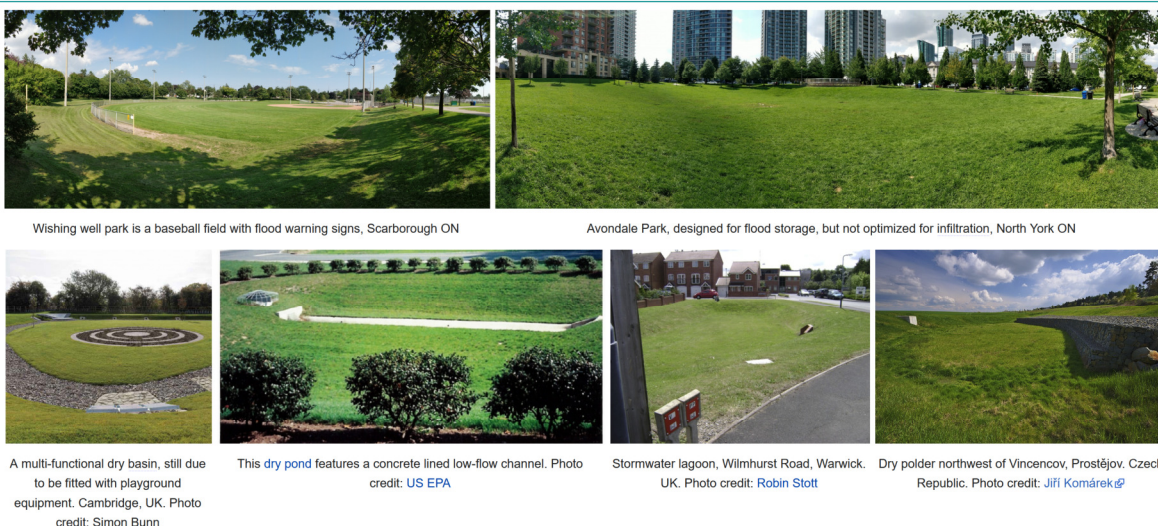 Wishing well park is a baseball field with flood warning signs, Scarborough ON
Avondale Park, designed for flood storage, but not optimized for infiltration, North York ON
A multi-functional dry basin, still due
to be fitted with playground
equipment. Cambridge, UK. Photo
credit: Simon Bunn
This dry pond features a concrete lined low-flow channel. Photo
credit: US EPA
Stormwater lagoon, Wilmhurst Road, Warwick.
UK. Photo credit: Robin Stott
Dry polder northwest of Vincencov, Prostějov. Czech
Republic. Photo credit: Jiří Komárek